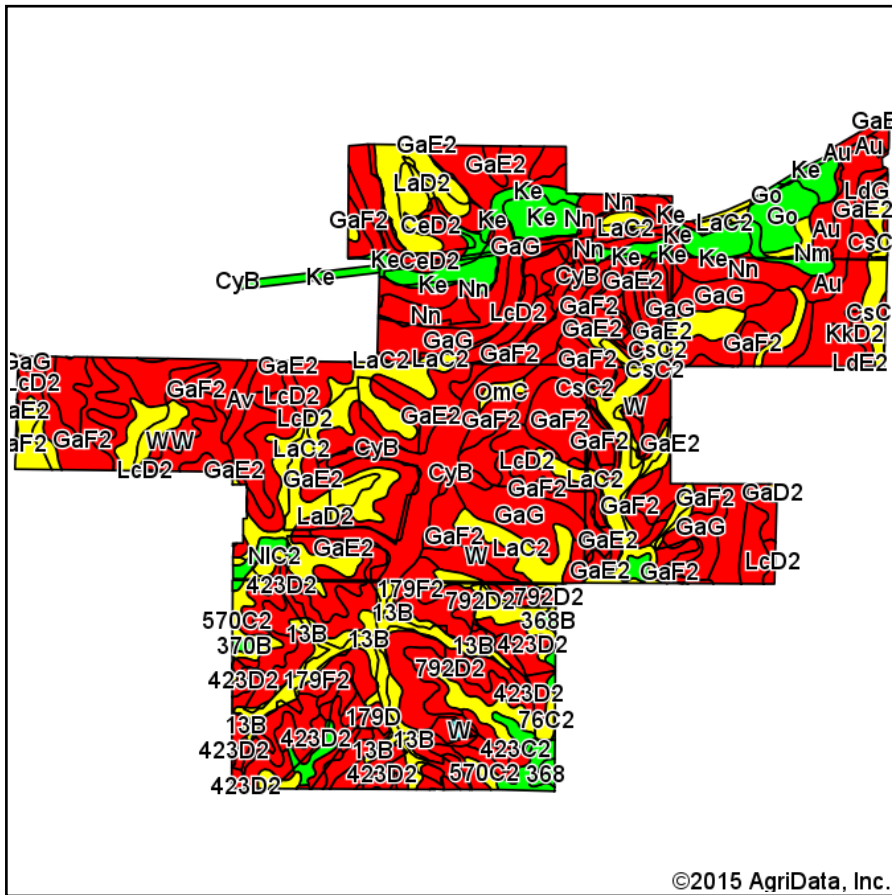 GaE
GaE2 Au Au
GaE2 Ke
LaD2 Ke Go LdG
Nn Ke LaC2 Go GaE2
GaF2 CeD2 Ke Ke Nn LaC2 Ke Au
GaG Nn Ke CsC
KeCeD2 Ke Ke Ke Nn Nm
CyB Ke Ke Nn CyB GaE2 Au
GaF2 GaG GaG
Nn LcD2 GaE2 GaE2 CsC
GaG GaF2 KkD2
LaC2 LaC2 GaF2 GaF2 CsC2 LdE2
GaG GaE2 CsC2
LcD2 GaF2 LcD2 OmC CsC2
aE2 Av LcD2 GaE2 GaF2 GaF2 W
aF2 GaF2 WW LaC2 CyB GaF2 GaE2
LcD2 GaE2 GaE2 CyB LcD2 LaC2
GaF2 GaF2 GaF2 GaD2
LaD2 GaG GaG
GaF2 GaE2
NlC2 GaE2 W LaC2 LcD2
GaE2 GaF2
423D2 179F2 792D2 792D2
570C2 13B 368B
370B 13B 13B 13B 423D2
792D2
423D2 179F2 423D2
13B 179D W 76C2
423D2 423D2 13B 13B 423C2
423D2 423D2 570C2 368
©2015 AgriData, Inc.